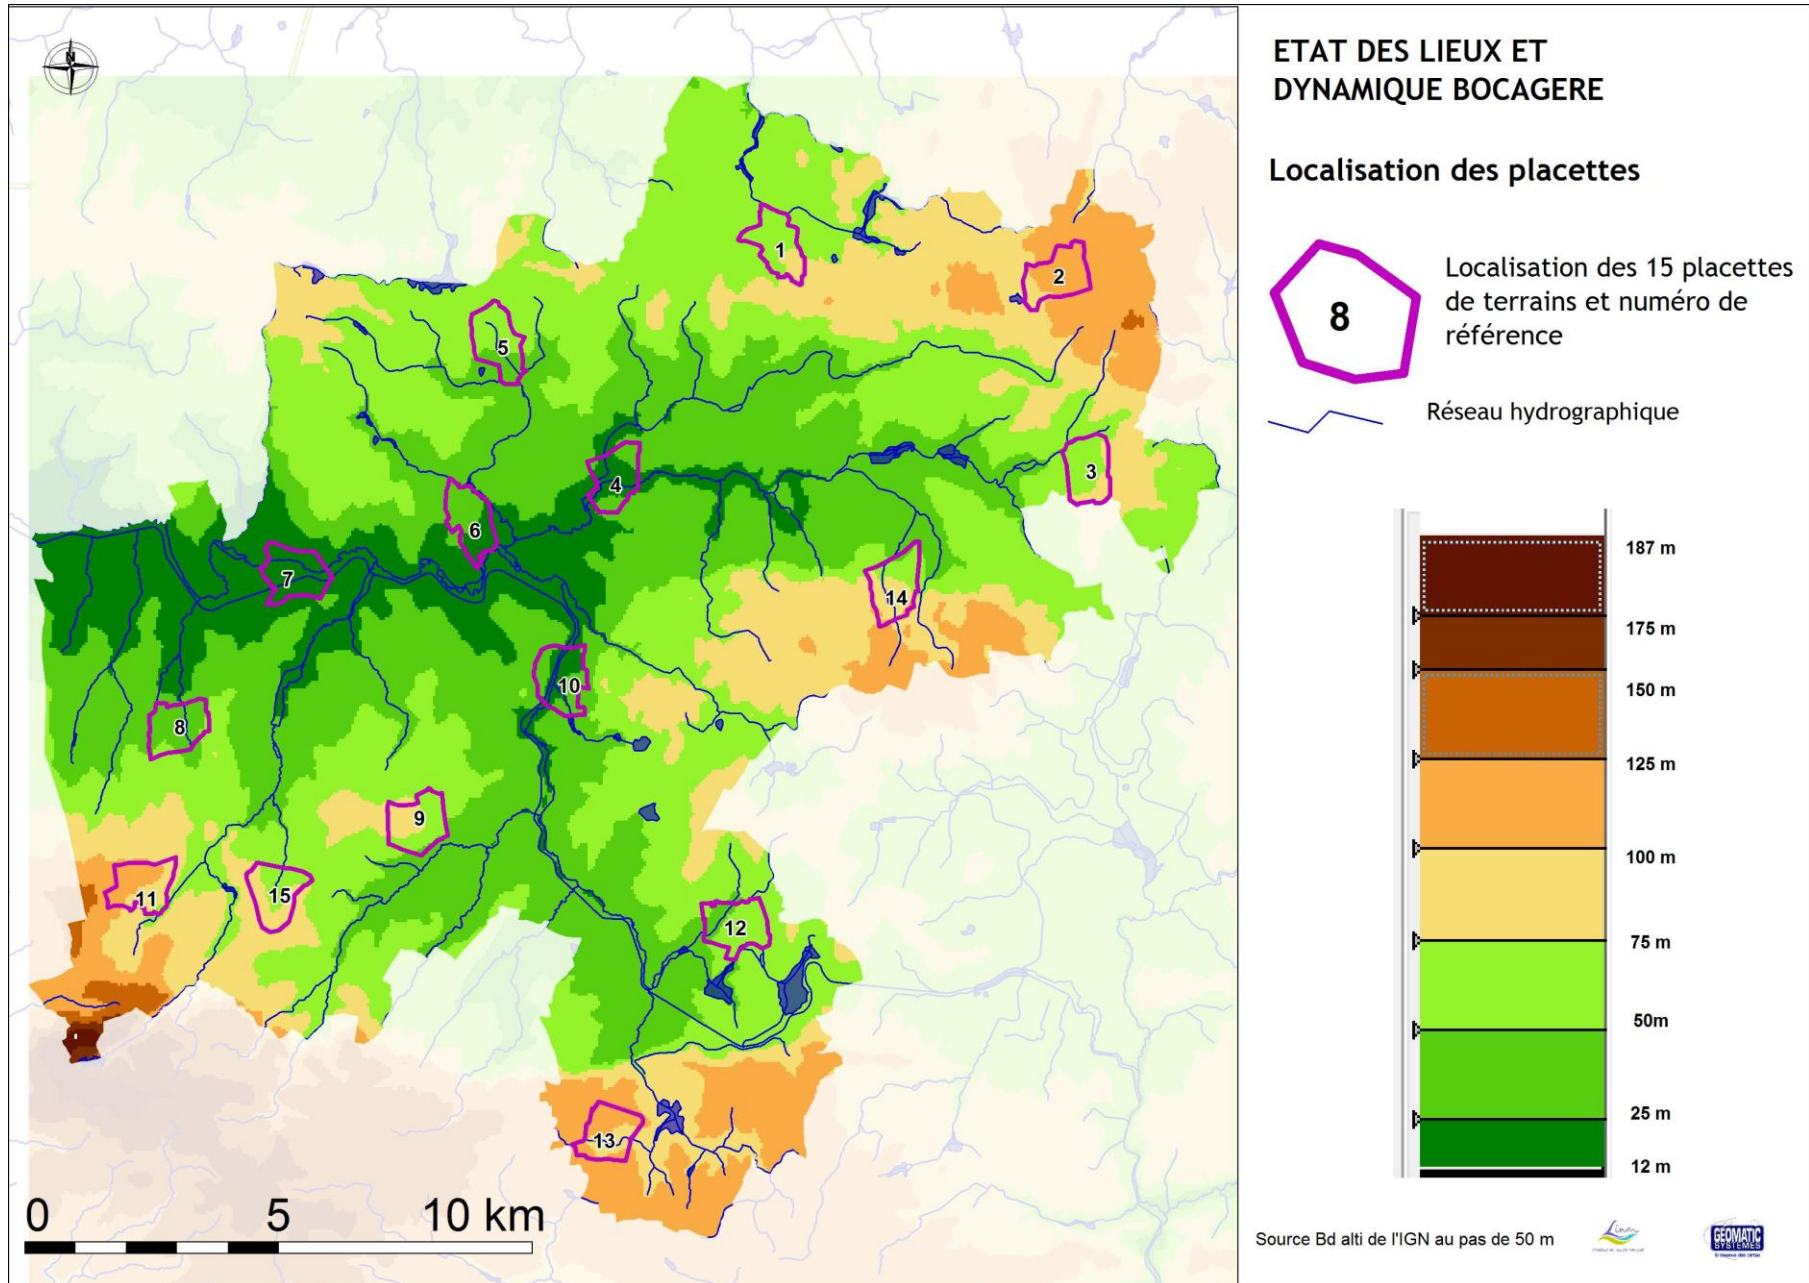 N
ETAT DES LIEUX ET
DYNAMIQUE BOCAGERE
Localisation des placettes
8
Localisation des 15 placettes
de terrains et numéro de
référence
Réseau hydrographique
187 m
175 m
150 m
125 m
100 m
75 m
50m
25 m
12 m
Source Bd alti de l'IGN au pas de 50 m
Linon
GEOMATIC
SYSTEMES
1
2
5
3
4
6
7
14
10
8
9
11
15
12
13
0 5 10 km